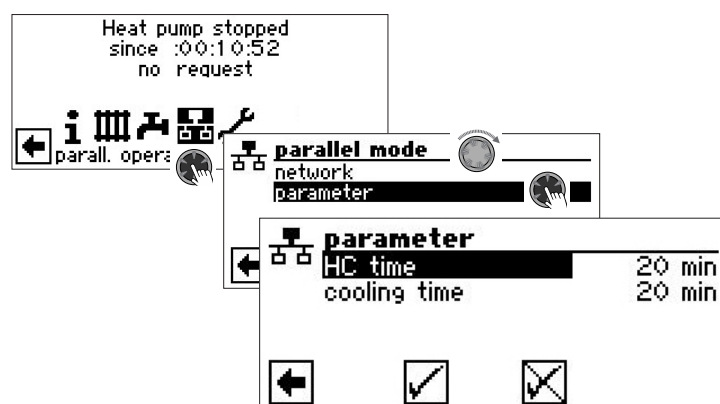 Heat pump stopped
since :00:10:52
no request
parall. opera
parallel mode
network
parameter
parameter
HC time 20 min
cooling time 20 min